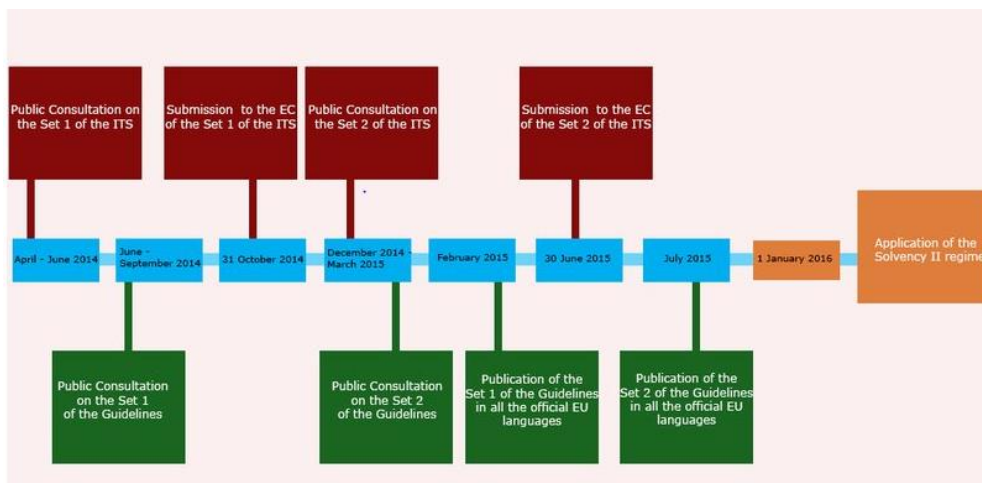 Public Consultation on
the Set 1 of the ITS
Submission to the EC
of the Set 1 of the ITS
Public Consultation on
the Set 2 of the ITS
Submission to the EC
of the Set 2 of the ITS
April - June 2014
June -
September 2014
31 October 2014
December 2014 -
March 2015
February 2015
30 June 2015
July 2015
1 January 2016
Application of the
Solvency II regime
Public Consultation
on the Set 1
of the Guidelines
Public Consultation
on the Set 2
of the Guidelines
Publication of the
Set 1 of the Guidelines
in all the official EU
languages
Publication of the
Set 2 of the Guidelines
in all the official EU
languages